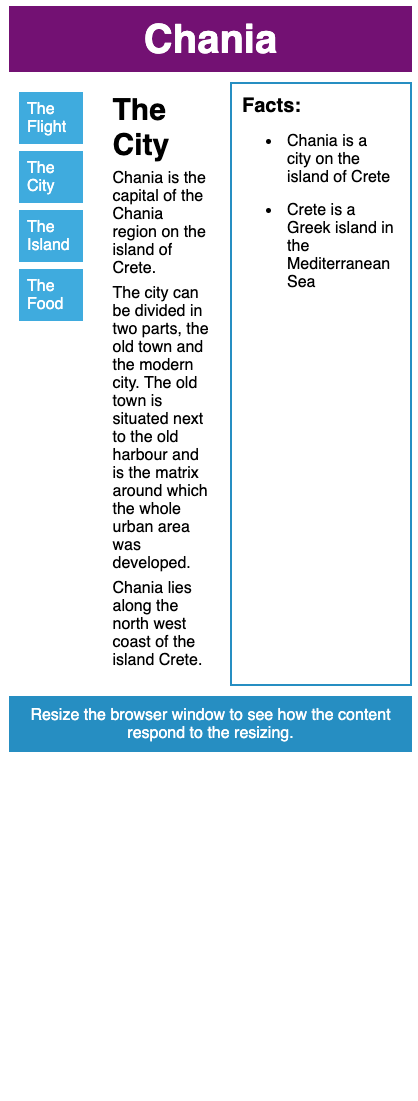 Chania
The
Flight
The
City
The
Island
The
Food
The
City
Chania is the
capital of the
Chania
region on the
island of
Crete.
The city can
be divided in
two parts, the
old town and
the modern
city. The old
town is
situated next
to the old
harbour and
is the matrix
around which
the whole
urban area
was
developed.
Chania lies
along the
north west
coast of the
island Crete.
Facts:
Chania is a
city on the
island of Crete
Crete is a
Greek island in
the
Mediterranean
Sea
Resize the browser window to see how the content
respond to the resizing.